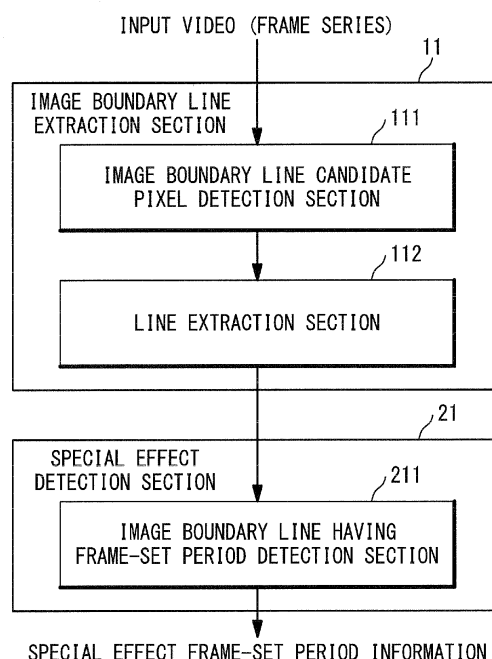 INPUT VIDEO (FRAME SERIES)
11
IMAGE BOUNDARY LINE
EXTRACTION SECTION
111
IMAGE BOUNDARY LINE CANDIDATE
PIXEL DETECTION SECTION
112
LINE EXTRACTION SECTION
21
SPECIAL EFFECT
DETECTION SECTION
211
IMAGE BOUNDARY LINE HAVING
FRAME-SET PERIOD DETECTION SECTION
SPECIAL EFFECT FRAME-SET PERIOD INFORMATION